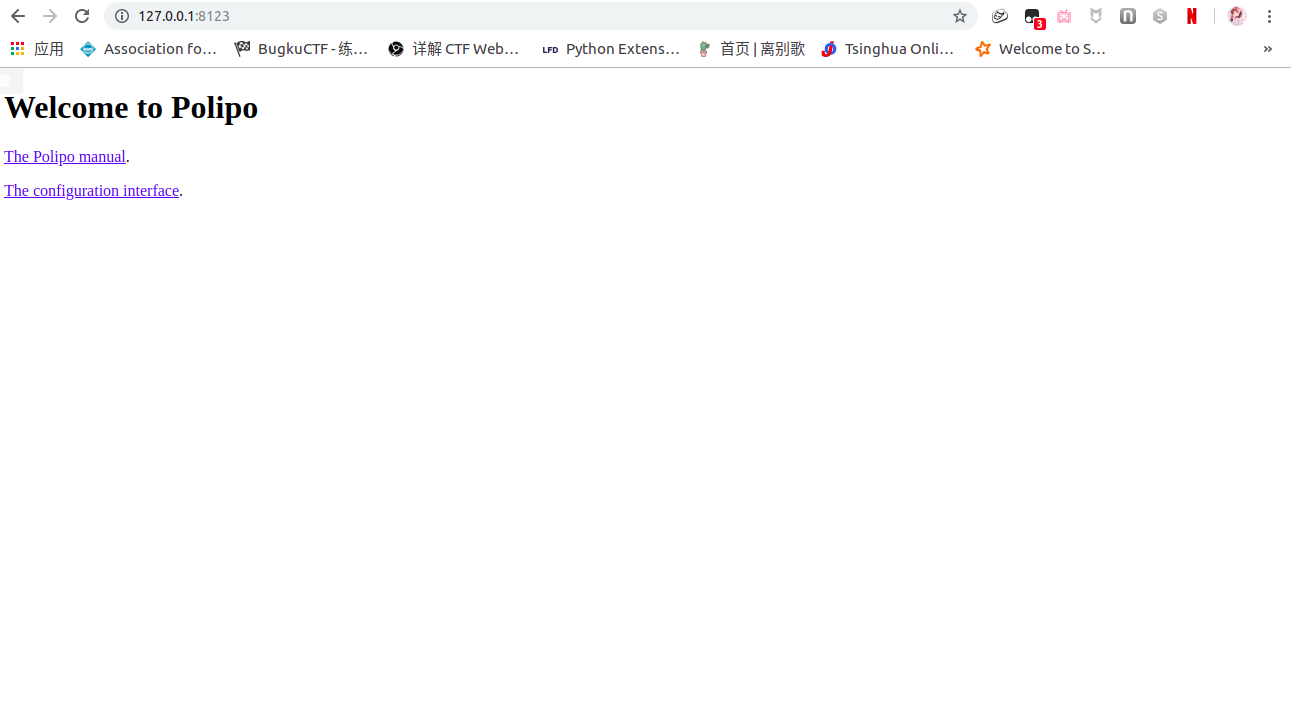 127.0.0.1:8123
3
应用 Association fo… BugkuCTF - 练… 详解 CTF Web… LFD Python Extens… 首页 | 离别歌 Tsinghua Onli… Welcome to S… »
Welcome to Polipo
The Polipo manual.
The configuration interface.